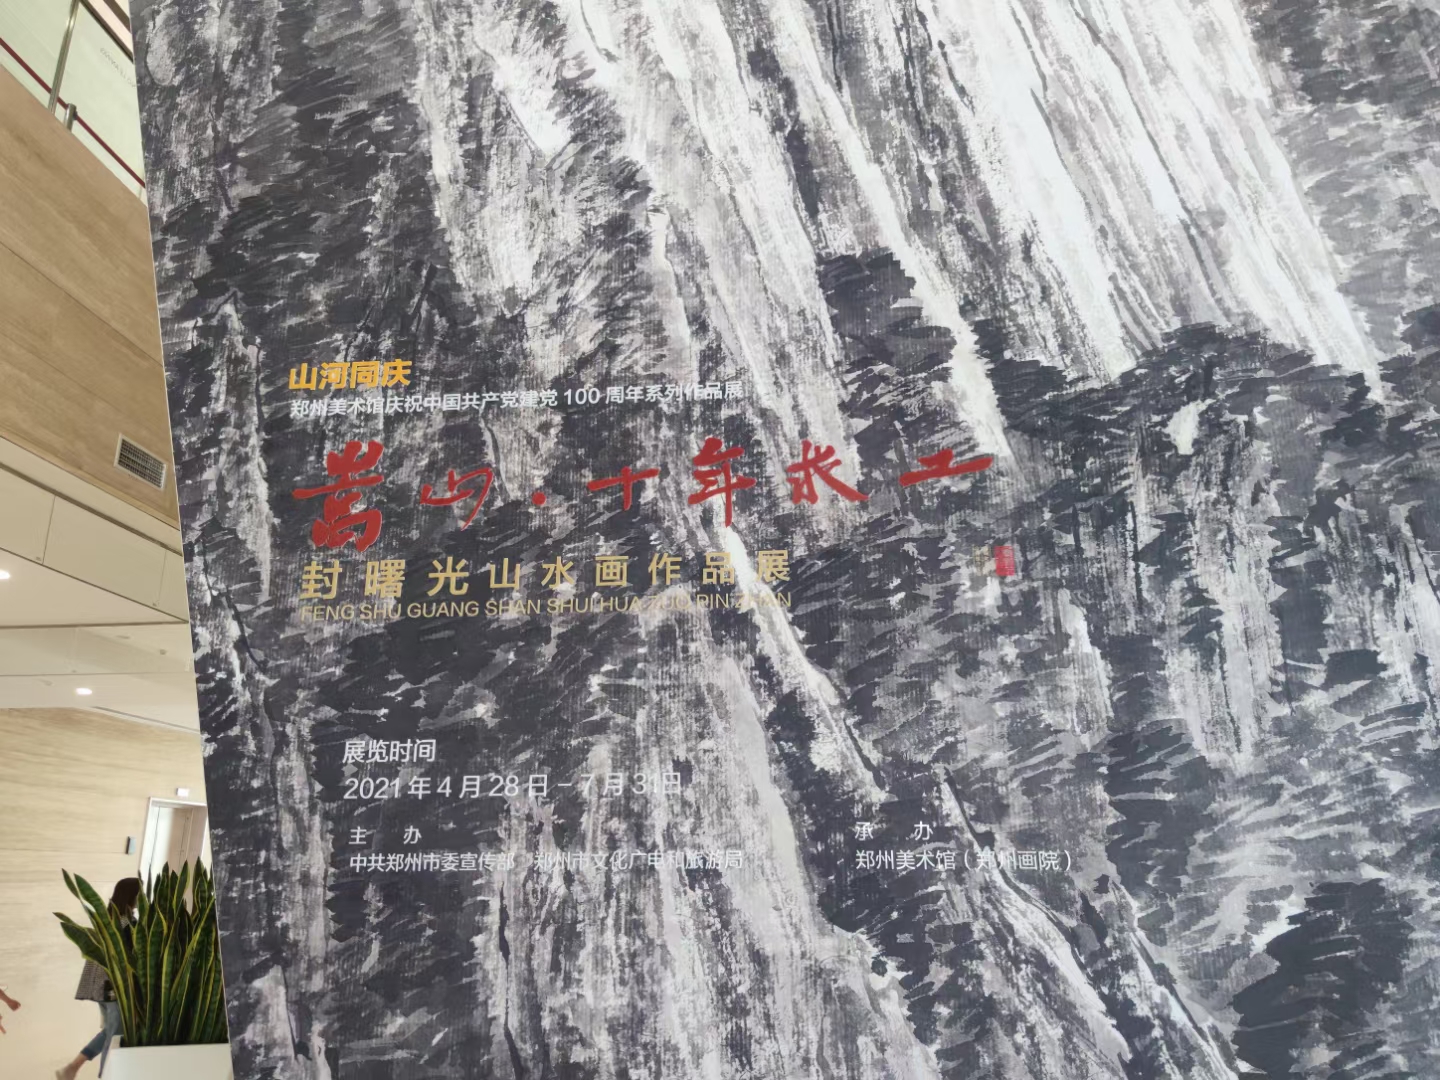 山河同庆
郑州美术馆庆祝中国共产党建党 100 周年系列作品展
嵩山·十年求工
封曙光山水画作品展
FENG SHU GUANG SHAN SHUI HUA ZUO PIN ZHAN
展览时间
2021年4月28日－7月31日
主 办
中共郑州市委宣传部 郑州市文化广电和旅游局
承 办
郑州美术馆（郑州画院）